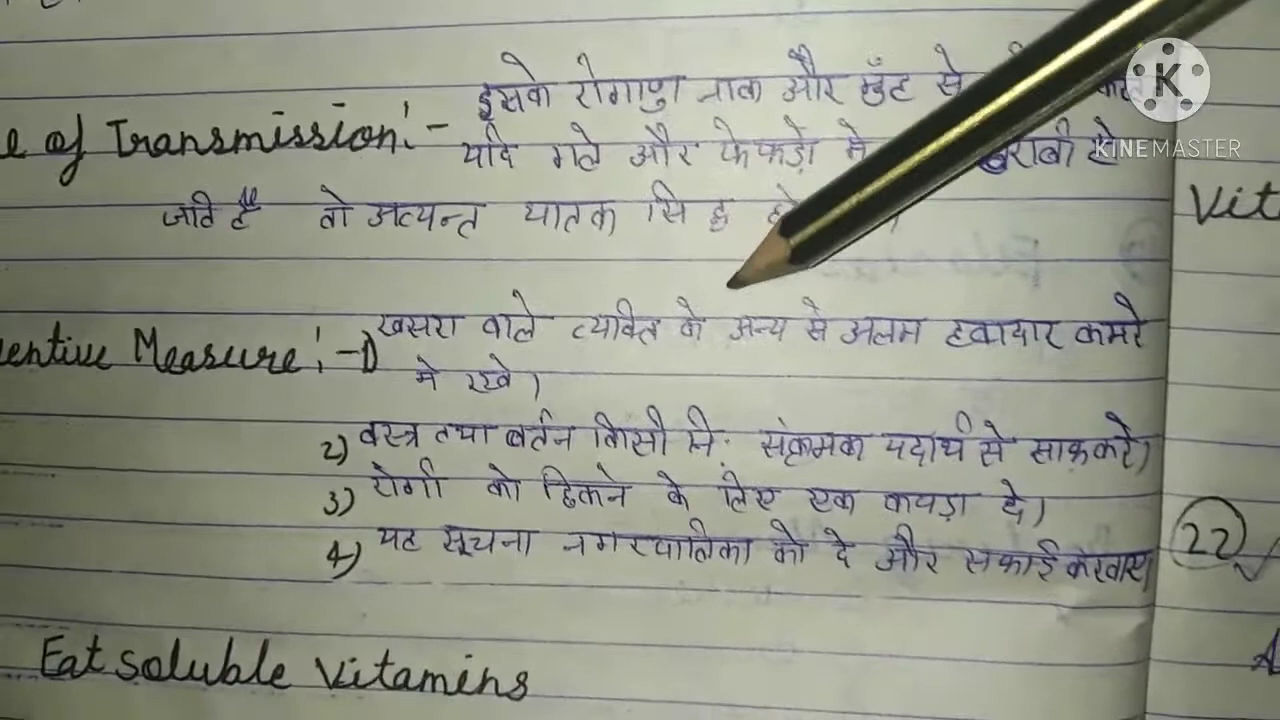 इसके रोगाणु नाक और मुँह से
e of Transmission:- यदि गले और फेफड़ो मे खराबी हो
जाति है तो अत्यन्त घातक सिद्ध
entive Measure:- 1) खसरा वाले व्यक्ति के अन्य से अलग हवादार कमरे
मे रखे।
2) वस्त्र तथा बर्तन किसी नि: संक्रमक पदार्थ से साफ करे।
3) रोगी को छिकने के लिए एक कपड़ा दे।
4) यह सूचना नगरपालिका को दे और सफाई करवाए
Eat soluble Vitamins
Vit
22
K
KINEMASTER